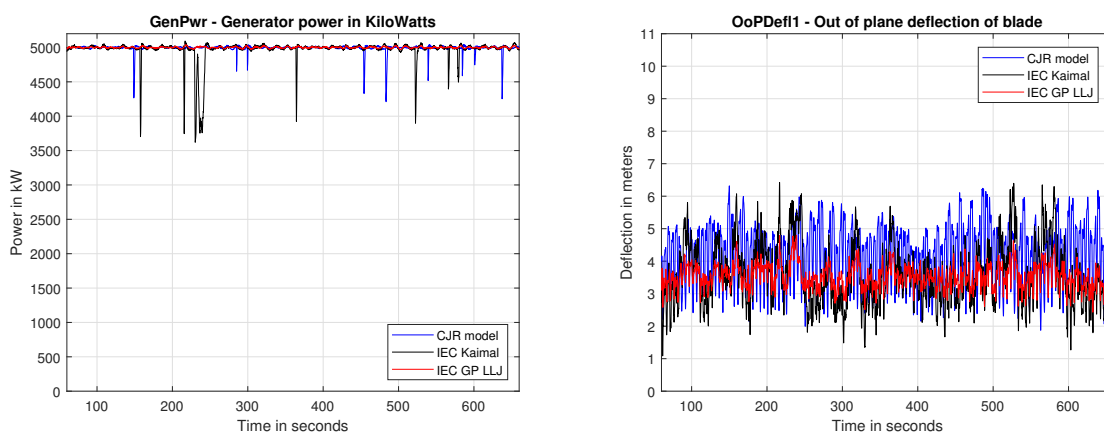 GenPwr - Generator power in KiloWatts
5000
4500
4000
3500
3000
2500
2000
1500
1000
500
0
Power in kW
100 200 300 400 500 600
Time in seconds
CJR model
IEC Kaimal
IEC GP LLJ
OoPDefl1 - Out of plane deflection of blade
11
10
9
8
7
6
5
4
3
2
1
0
Deflection in meters
100 200 300 400 500 600
Time in seconds
CJR model
IEC Kaimal
IEC GP LLJ